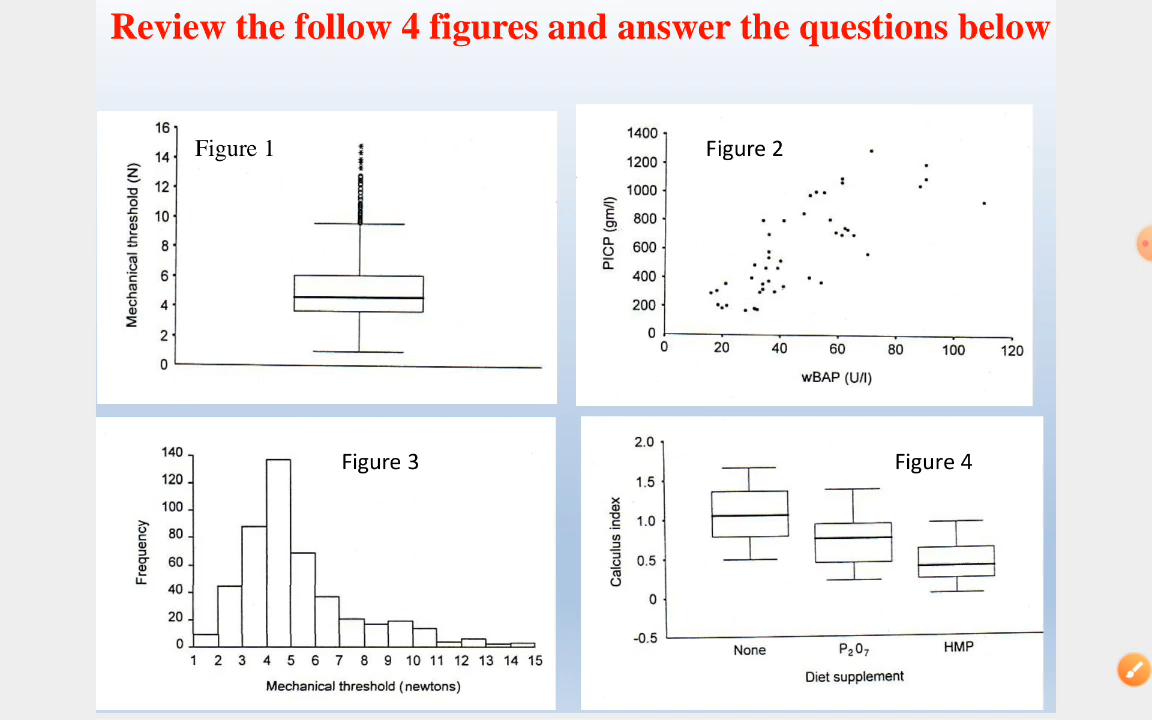 Review the follow 4 figures and answer the questions below
Figure 1
Mechanical threshold (N)
16
14
12
10
8
6
4
2
0
Figure 2
PICP (gm/l)
1400
1200
1000
800
600
400
200
0
0 20 40 60 80 100 120
wBAP (U/l)
Figure 3
Frequency
140
120
100
80
60
40
20
0
1 2 3 4 5 6 7 8 9 10 11 12 13 14 15
Mechanical threshold (newtons)
Figure 4
Calculus index
2.0
1.5
1.0
0.5
0
-0.5
None P₂O₇ HMP
Diet supplement